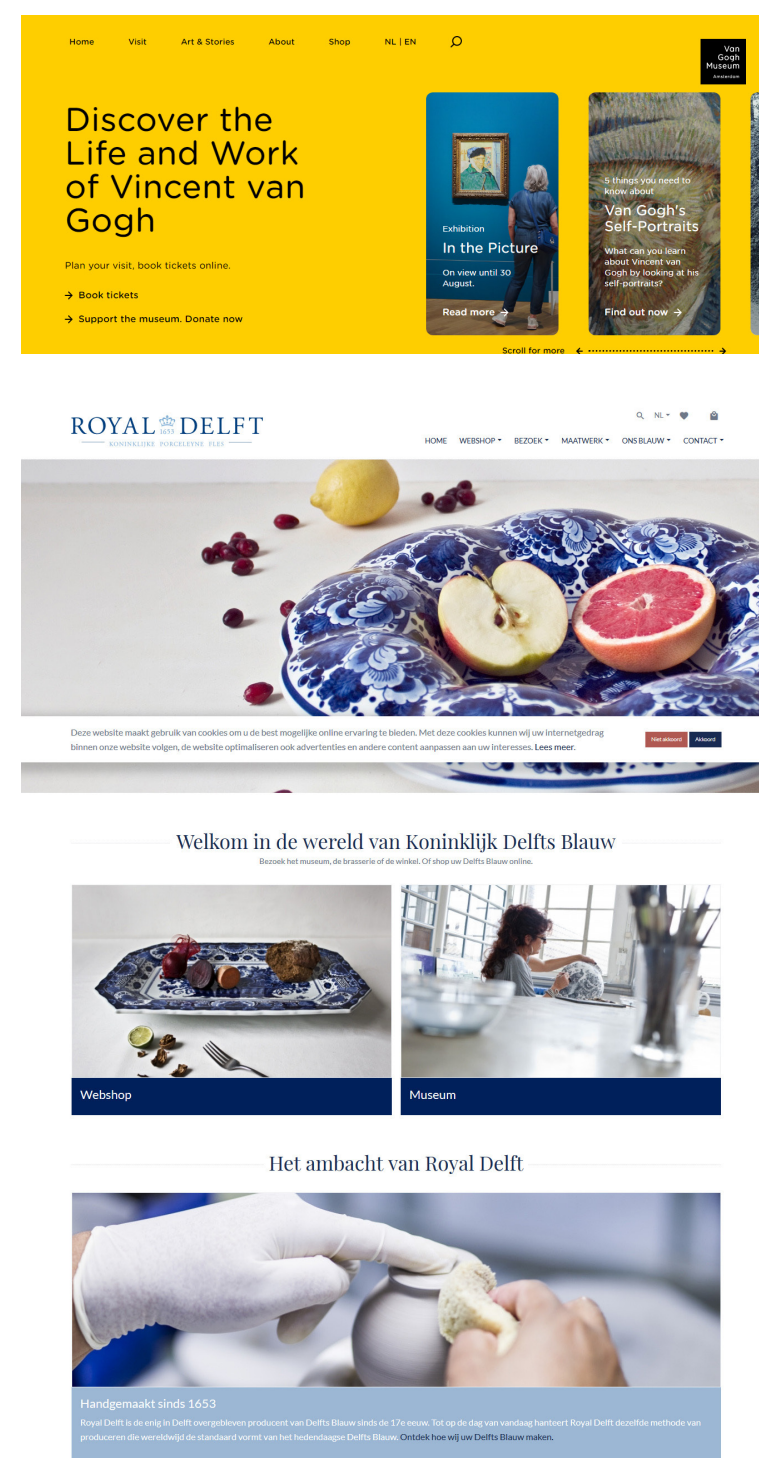 Home Visit Art & Stories About Shop NL | EN
Van
Gogh
Museum
Amsterdam
Discover the
Life and Work
of Vincent van
Gogh
Plan your visit, book tickets online.
→ Book tickets
→ Support the museum. Donate now
Exhibition
In the Picture
On view until 30
August.
Read more →
5 things you need to
know about
Van Gogh's
Self-Portraits
What can you learn
about Vincent van
Gogh by looking at his
self-portraits?
Find out now →
Scroll for more
ROYAL 1653 DELFT
KONINKLIJKE PORCELEYNE FLES
NL
HOME WEBSHOP BEZOEK MAATWERK ONS BLAUW CONTACT
Deze website maakt gebruik van cookies om u de best mogelijke online ervaring te bieden. Met deze cookies kunnen wij uw internetgedrag
binnen onze website volgen, de website optimaliseren ook advertenties en andere content aanpassen aan uw interesses. Lees meer.
Niet akkoord Akkoord
Welkom in de wereld van Koninklijk Delfts Blauw
Bezoek het museum, de brasserie of de winkel. Of shop uw Delfts Blauw online.
Webshop
Museum
Het ambacht van Royal Delft
Handgemaakt sinds 1653
Royal Delft is de enig in Delft overgebleven producent van Delfts Blauw sinds de 17e eeuw. Tot op de dag van vandaag hanteert Royal Delft dezelfde methode van
produceren die wereldwijd de standaard vormt van het hedendaagse Delfts Blauw. Ontdek hoe wij uw Delfts Blauw maken.